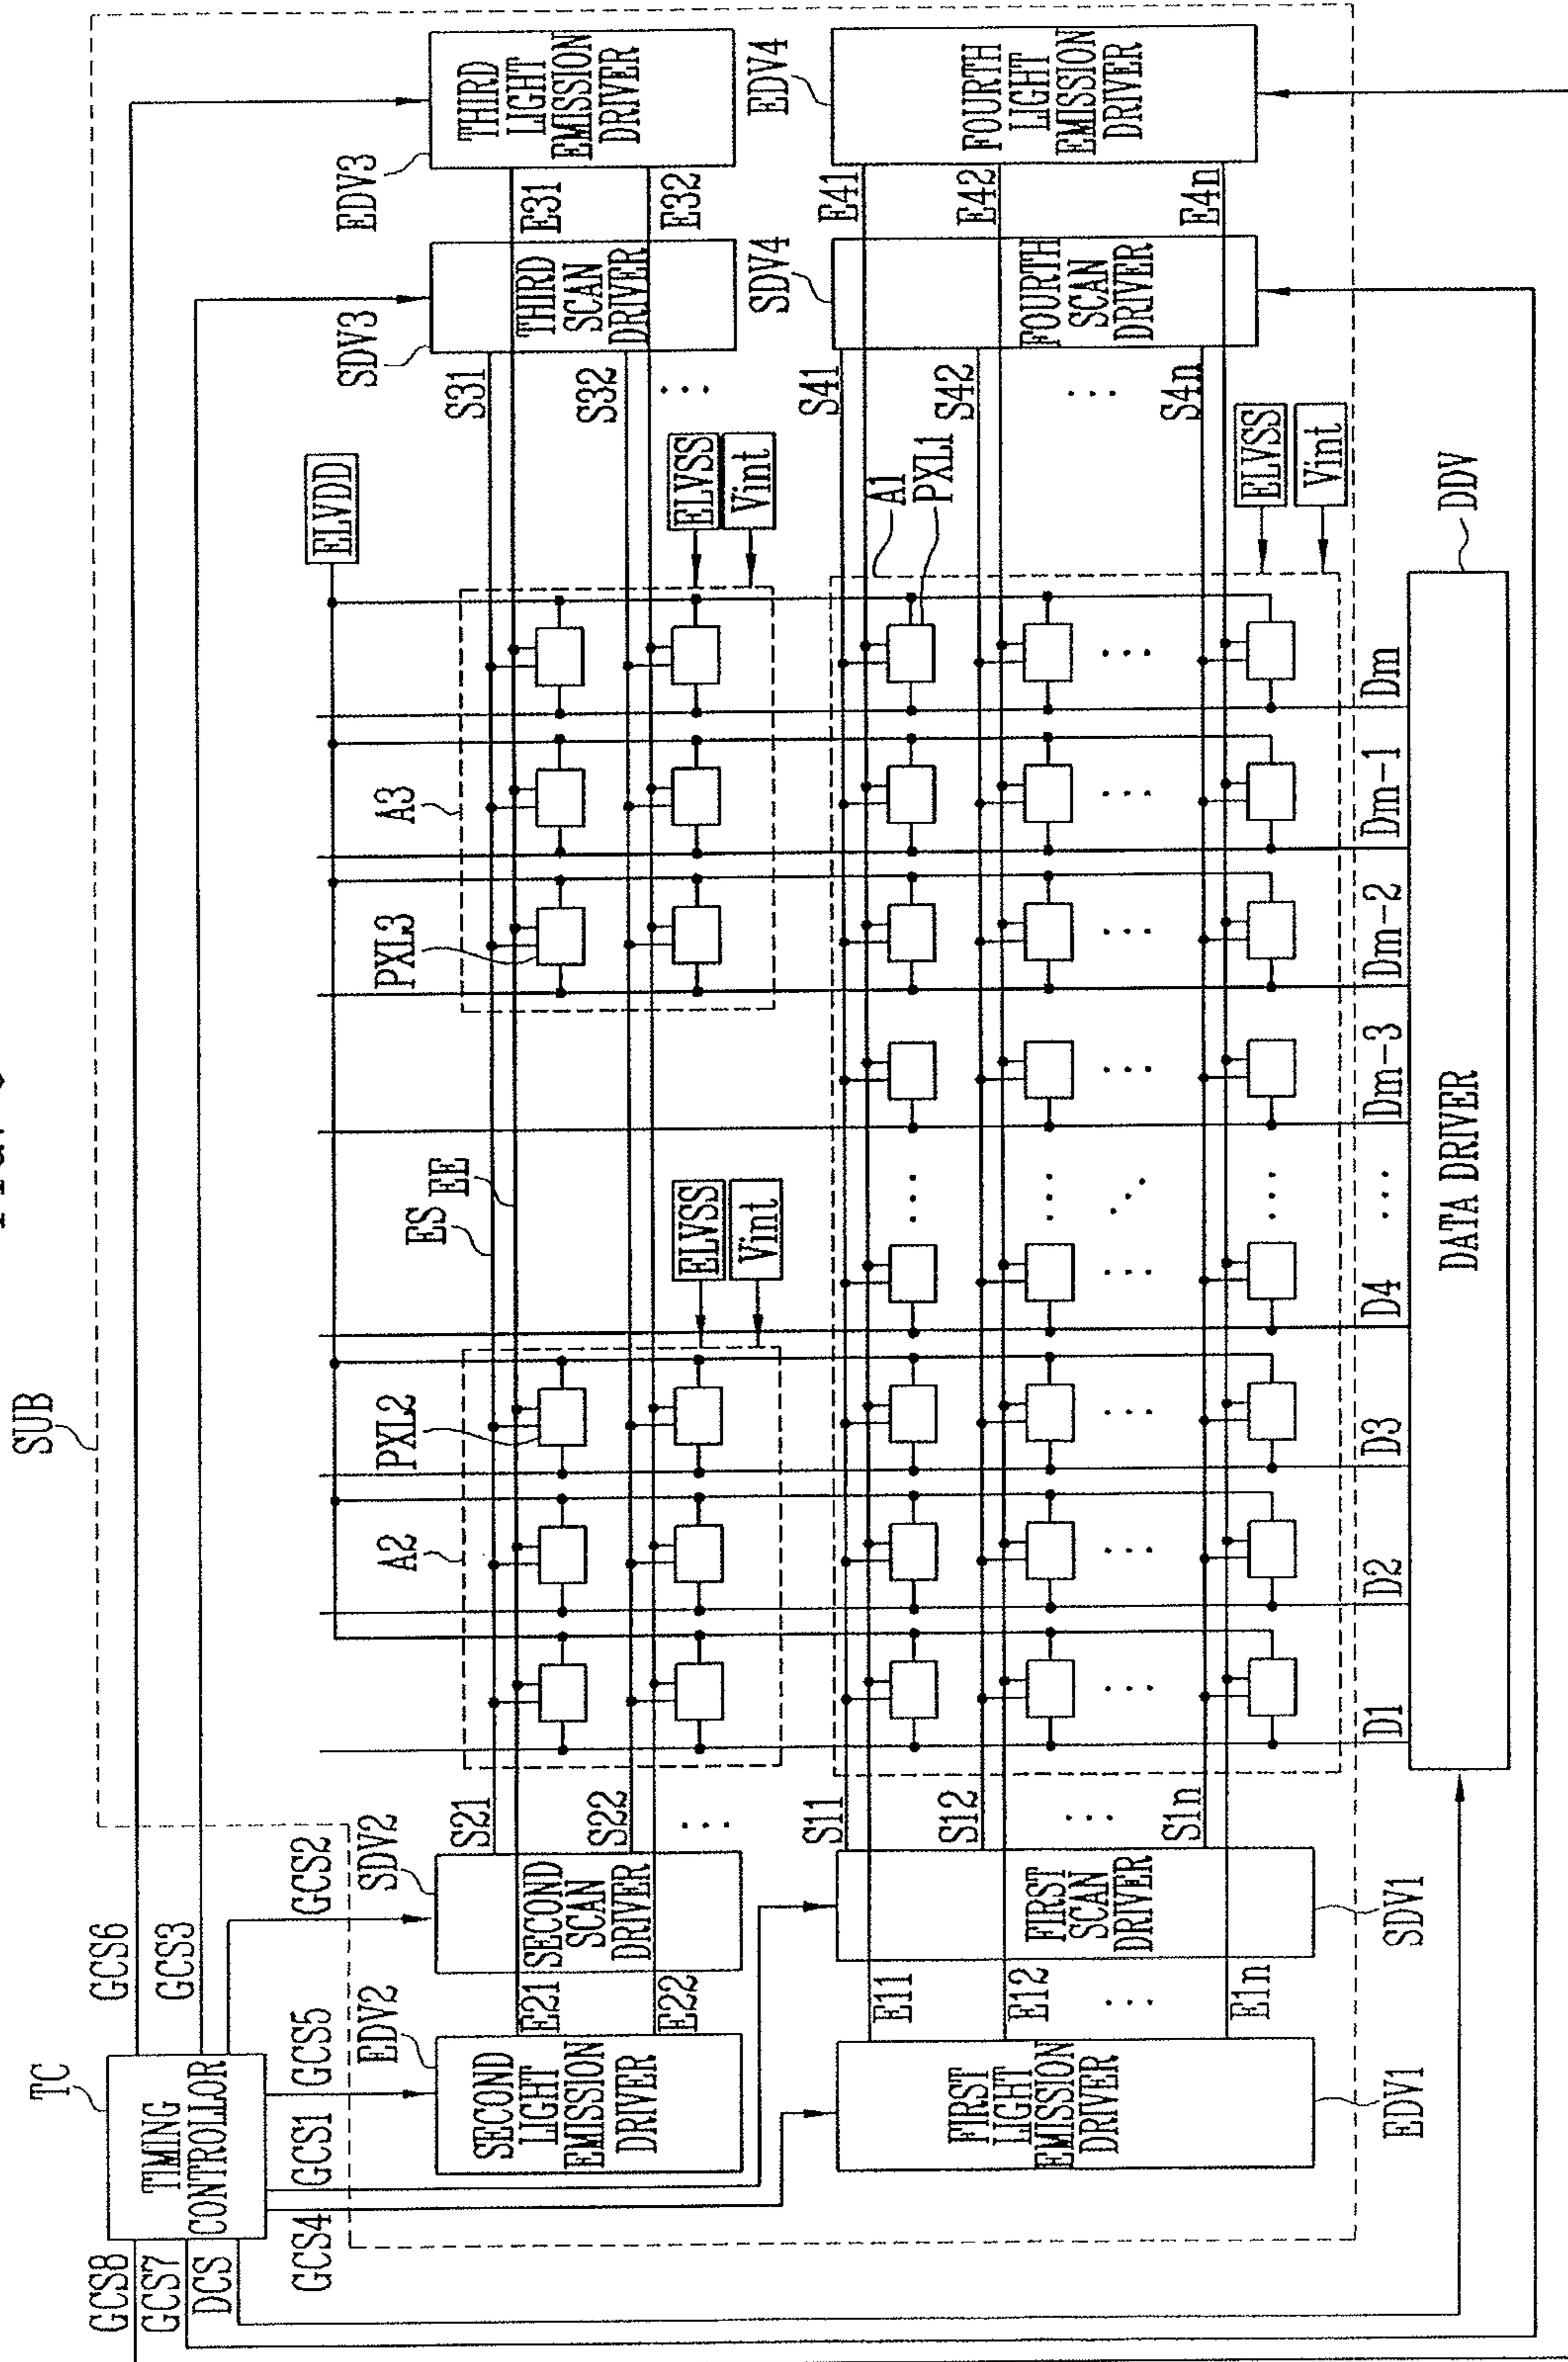 SUB
TC
TIMING
CONTROLLOR
GCS8
GCS7
DCS
GCS6
GCS3
GCS4
GCS1
GCS5
GCS2
ELVDD
EDV2
SDV2
A2
PXL2
PXL3
A3
SDV3
EDV3
ES
EE
SECOND
LIGHT
EMISSION
DRIVER
E21
E22
SECOND
SCAN
DRIVER
S21
S22
...
ELVSS
Vint
ELVSS
Vint
S31
S32
...
THIRD
SCAN
DRIVER
E31
E32
THIRD
LIGHT
EMISSION
DRIVER
SDV4
EDV4
FIRST
LIGHT
EMISSION
DRIVER
E11
E12
...
E1n
FIRST
SCAN
DRIVER
S11
S12
...
S1n
A1
PXL1
S41
S42
...
S4n
FOURTH
SCAN
DRIVER
E41
E42
E4n
FOURTH
LIGHT
EMISSION
DRIVER
ELVSS
Vint
EDV1
SDV1
D1
D2
D3
D4
...
Dm-3
Dm-2
Dm-1
Dm
DATA DRIVER
DDV